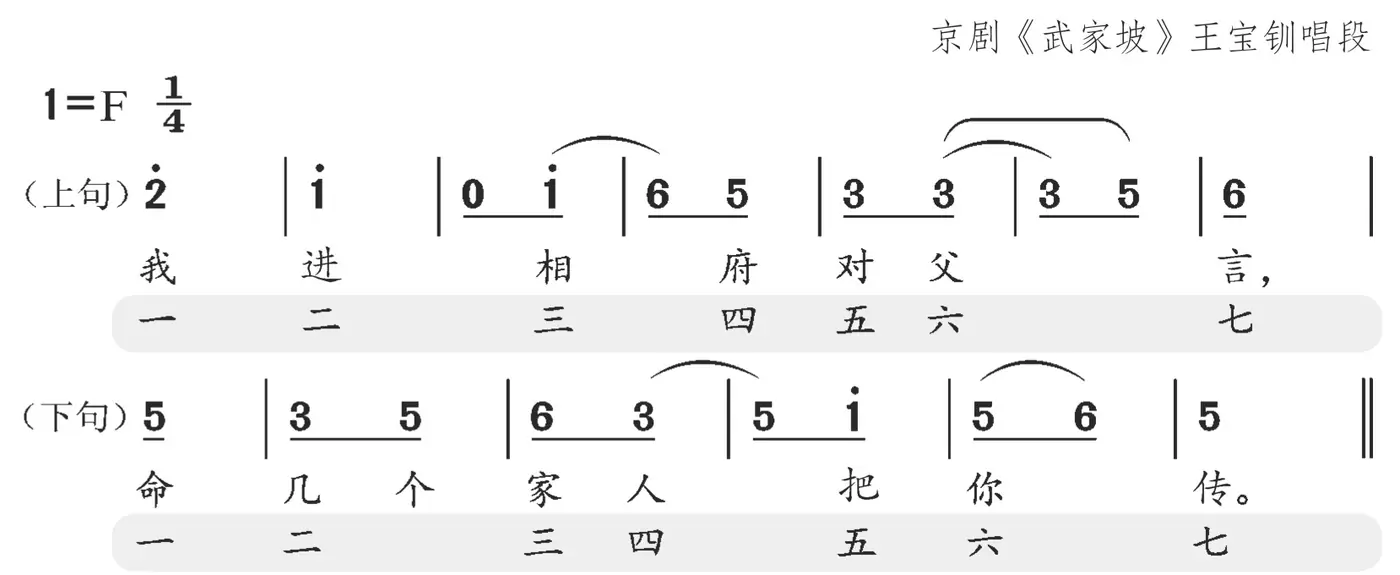 京剧《武家坡》王宝钏唱段
1=F 1/4
（上句） 2̇ | 1̇ | 0 1̇ | 6 5 | 3 3 | 3 5 | 6 |
我 进 相 府 对 父 言，
一 二 三 四 五 六 七
（下句） 5 | 3 5 | 6 3 | 5 1̇ | 5 6 | 5 ‖
命 几 个 家 人 把 你 传。
一 二 三 四 五 六 七